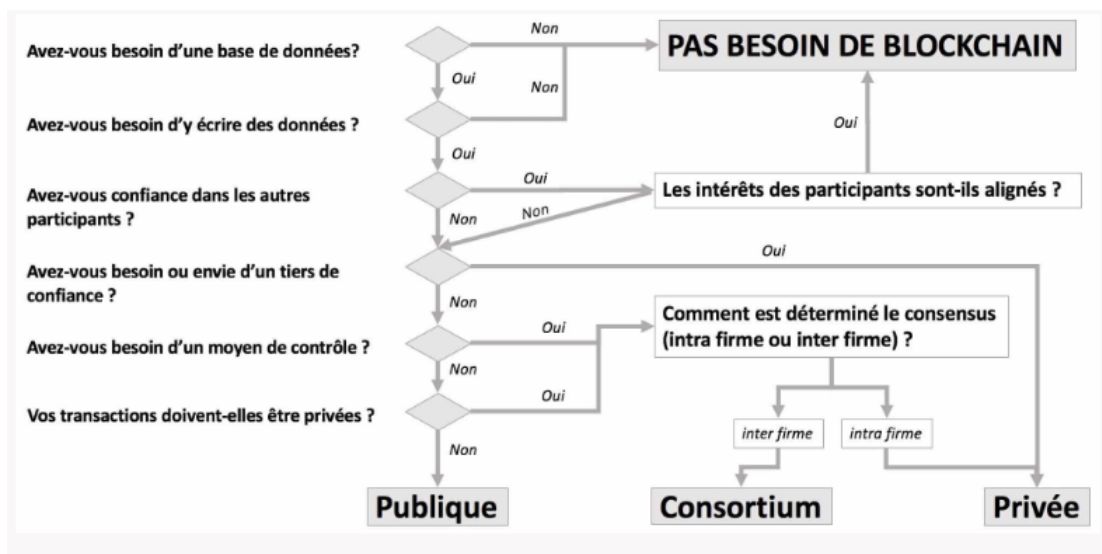 Avez-vous besoin d'une base de données?
Non
PAS BESOIN DE BLOCKCHAIN
Oui
Non
Avez-vous besoin d'y écrire des données ?
Oui
Oui
Avez-vous confiance dans les autres
participants ?
Oui
Les intérêts des participants sont-ils alignés ?
Non
Non
Avez-vous besoin ou envie d'un tiers de
confiance ?
Oui
Non
Comment est déterminé le consensus
(intra firme ou inter firme) ?
Avez-vous besoin d'un moyen de contrôle ?
Oui
Non
Vos transactions doivent-elles être privées ?
Oui
inter firme
intra firme
Non
Publique
Consortium
Privée